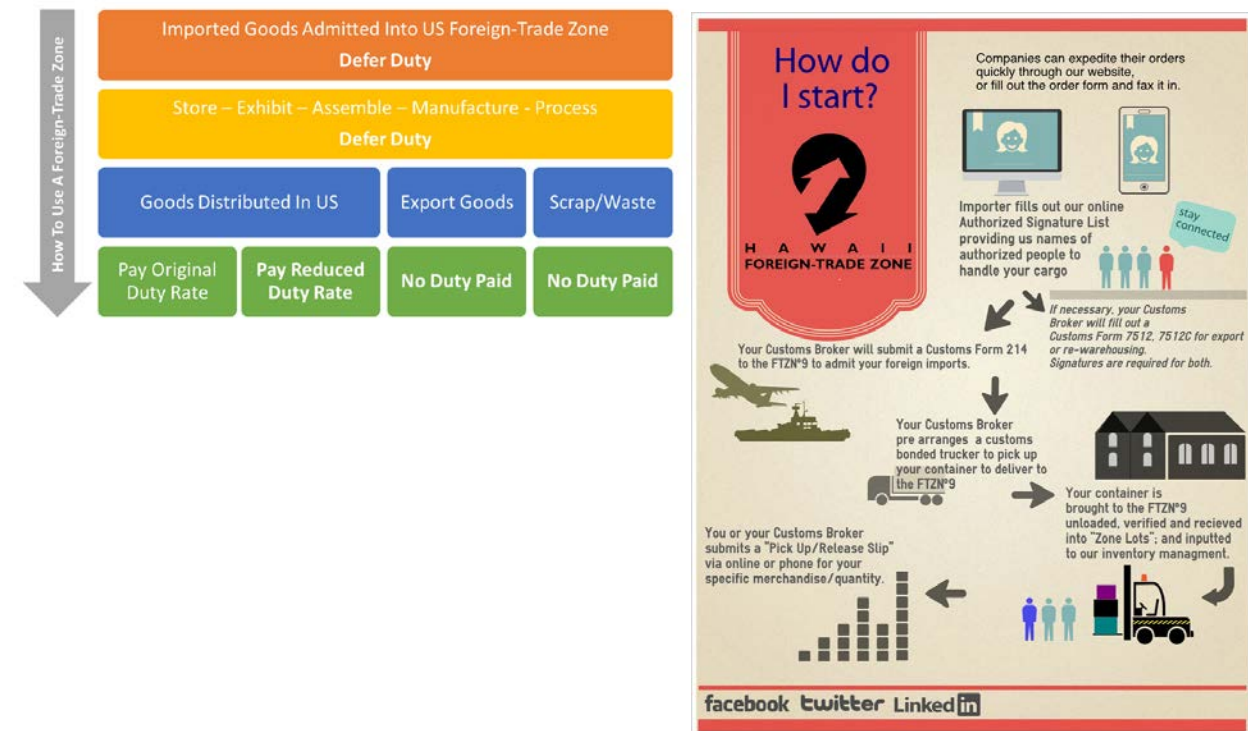 How To Use A Foreign-Trade Zone
Imported Goods Admitted Into US Foreign-Trade Zone
Defer Duty
Store – Exhibit – Assemble – Manufacture - Process
Defer Duty
Goods Distributed In US
Export Goods
Scrap/Waste
Pay Original
Duty Rate
Pay Reduced
Duty Rate
No Duty Paid
No Duty Paid
How do
I start?
HAWAII
FOREIGN-TRADE ZONE
Companies can expedite their orders
quickly through our website,
or fill out the order form and fax it in.
Importer fills out our online
Authorized Signature List
providing us names of
authorized people to
handle your cargo
stay
connected
If necessary, your Customs
Broker will fill out a
Customs Form 7512, 7512C for export
or re-warehousing.
Signatures are required for both.
Your Customs Broker will submit a Customs Form 214
to the FTZNº9 to admit your foreign imports.
Your Customs Broker
pre arranges a customs
bonded trucker to pick up
your container to deliver to
the FTZNº9
Your container is
brought to the FTZNº9
unloaded, verified and recieved
into "Zone Lots"; and inputted
to our inventory managment.
You or your Customs Broker
submits a "Pick Up/Release Slip"
via online or phone for your
specific merchandise/quantity.
facebook twitter Linked in